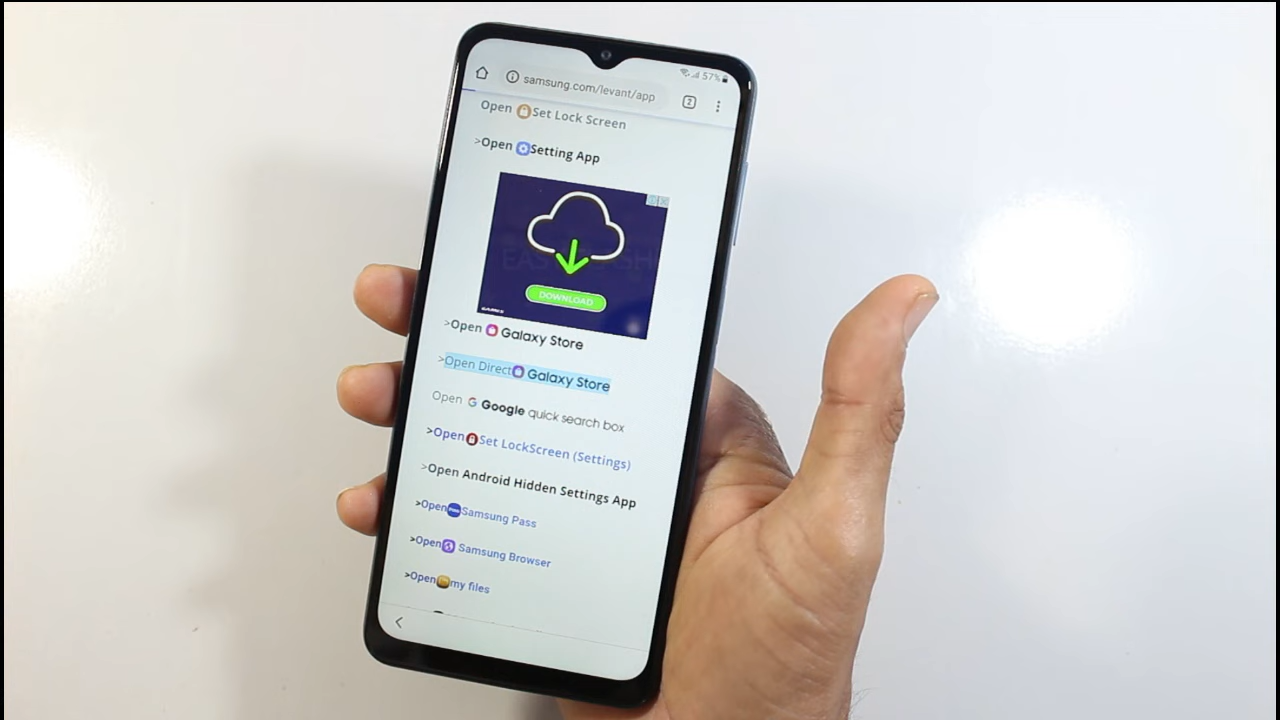 57%
samsung.com/levant/app
2
Open Set Lock Screen
>Open Setting App
DOWNLOAD
>Open Galaxy Store
>Open Direct Galaxy Store
Open G Google quick search box
>Open Set LockScreen (Settings)
>Open Android Hidden Settings App
>Open Samsung Pass
>Open Samsung Browser
>Open my files